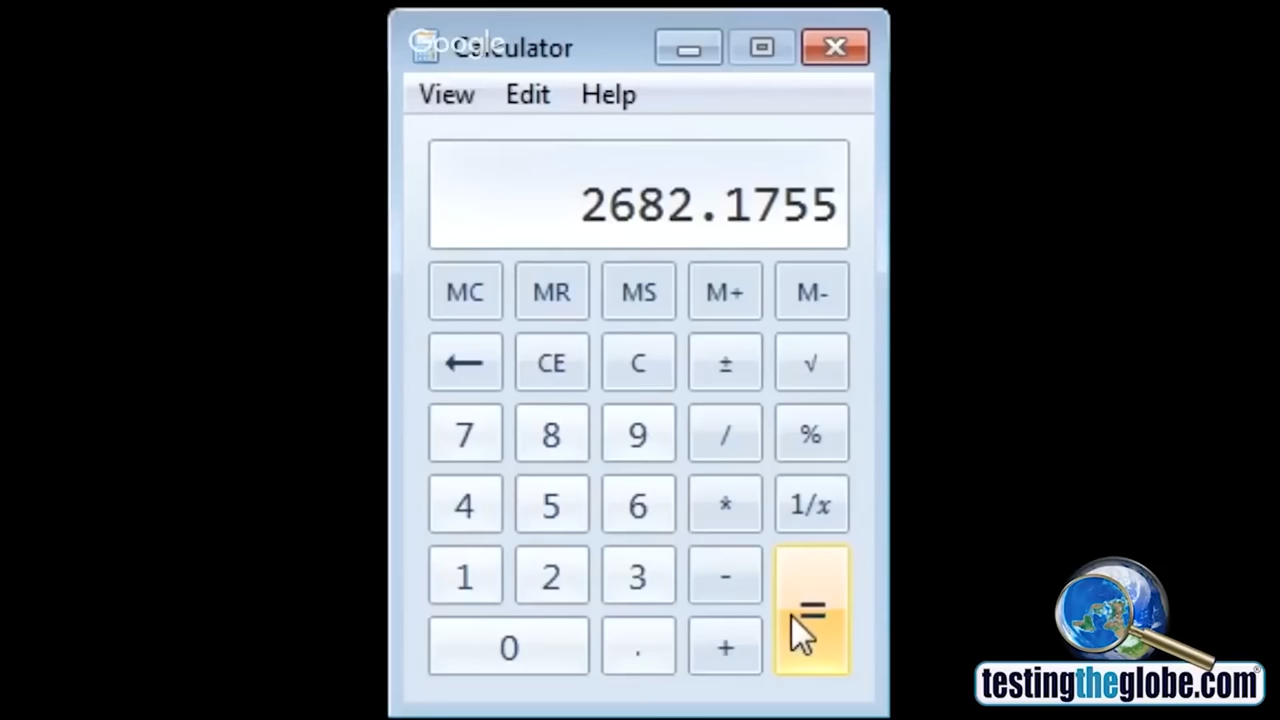 Google
Calculator
View Edit Help
2682.1755
MC MR MS M+ M-
← CE C ± √
7 8 9 / %
4 5 6 * 1/x
1 2 3 - =
0 . +
testingtheglobe.com®